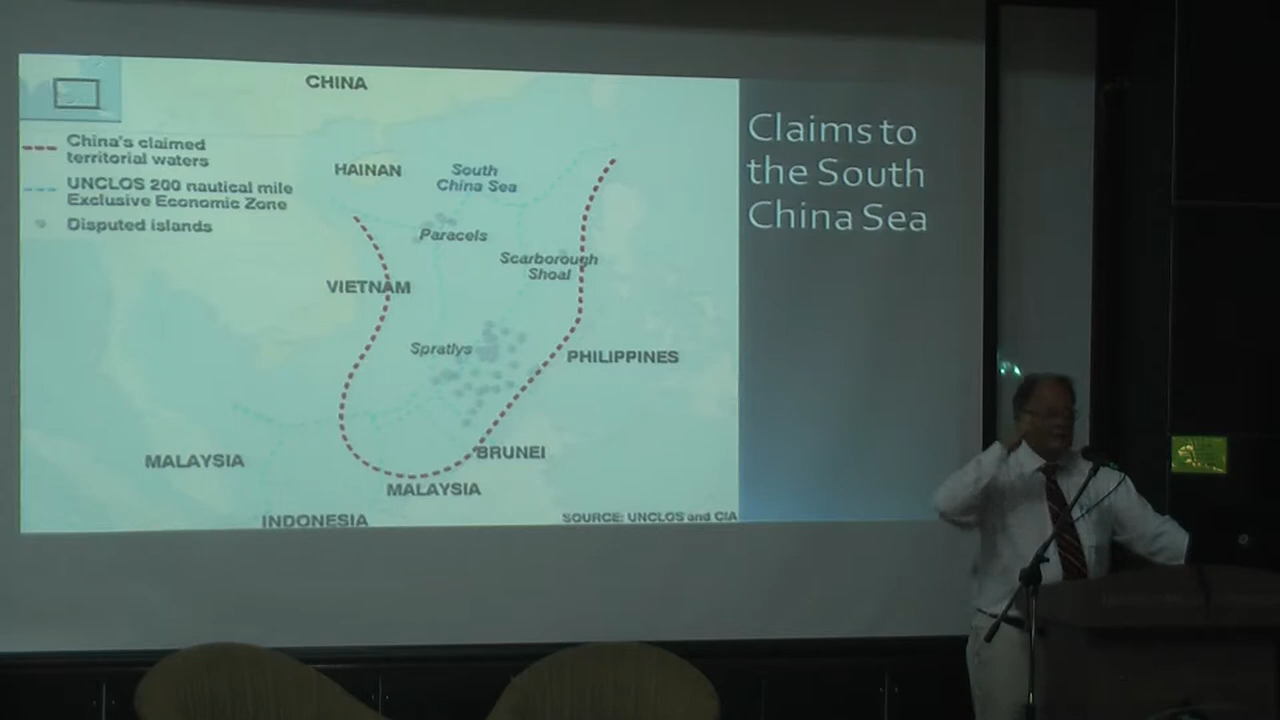 CHINA
China's claimed
territorial waters
UNCLOS 200 nautical mile
Exclusive Economic Zone
Disputed islands
HAINAN
South
China Sea
Paracels
Scarborough
Shoal
VIETNAM
Spratlys
PHILIPPINES
BRUNEI
MALAYSIA
MALAYSIA
INDONESIA
SOURCE: UNCLOS and CIA
Claims to
the South
China Sea